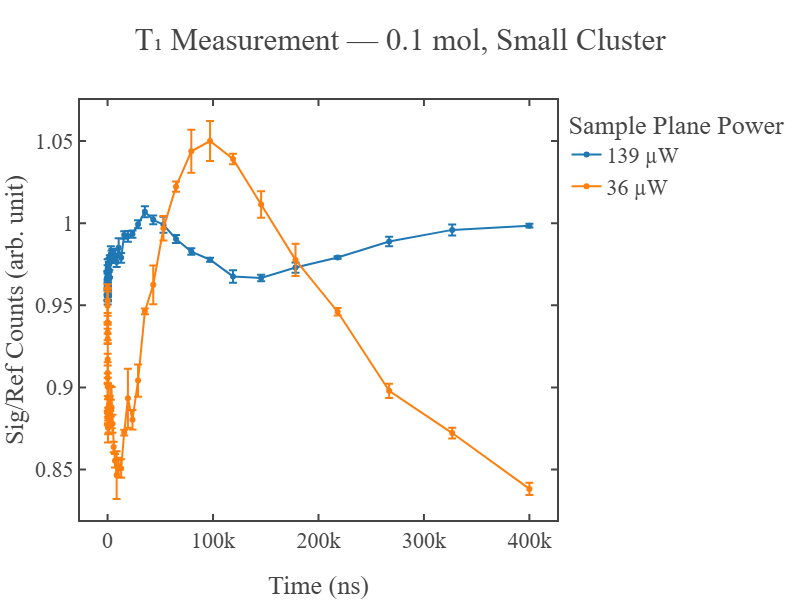 T₁ Measurement — 0.1 mol, Small Cluster
Sample Plane Power
139 µW
36 µW
Sig/Ref Counts (arb. unit)
1.05
1
0.95
0.9
0.85
0
100k
200k
300k
400k
Time (ns)